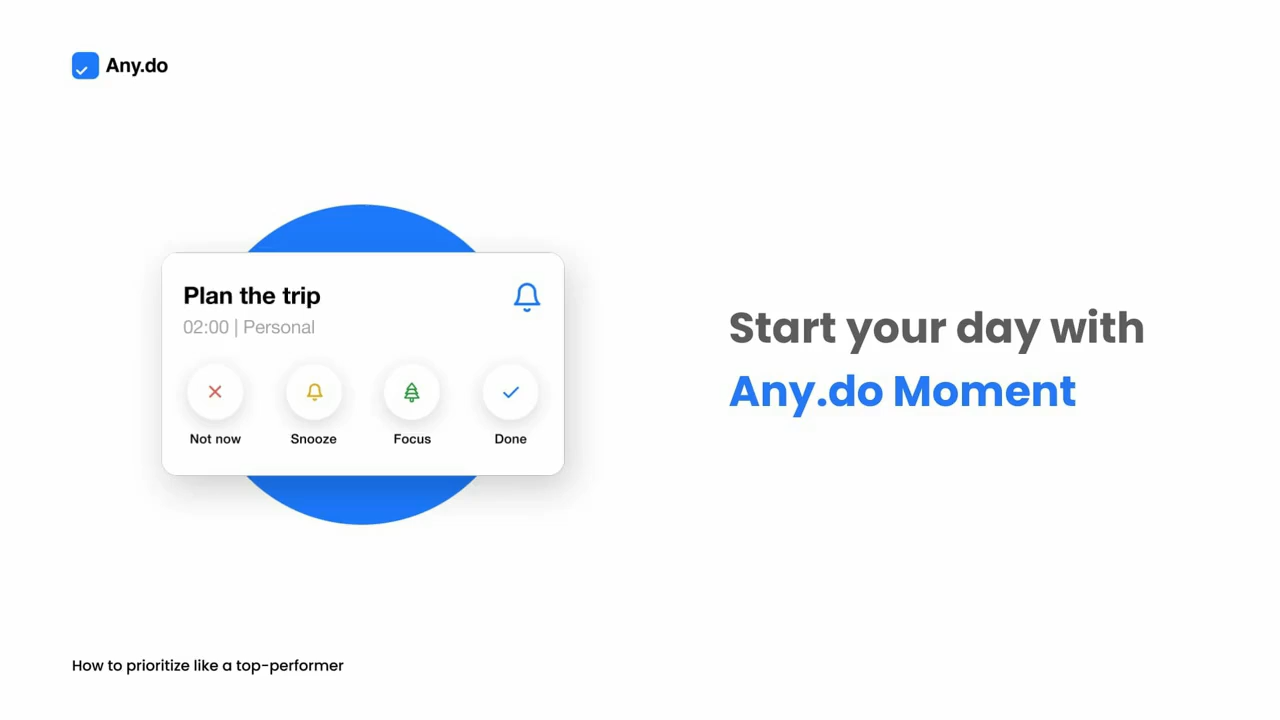 Any.do
Plan the trip
02:00 | Personal
Not now
Snooze
Focus
Done
Start your day with
Any.do Moment
How to prioritize like a top-performer